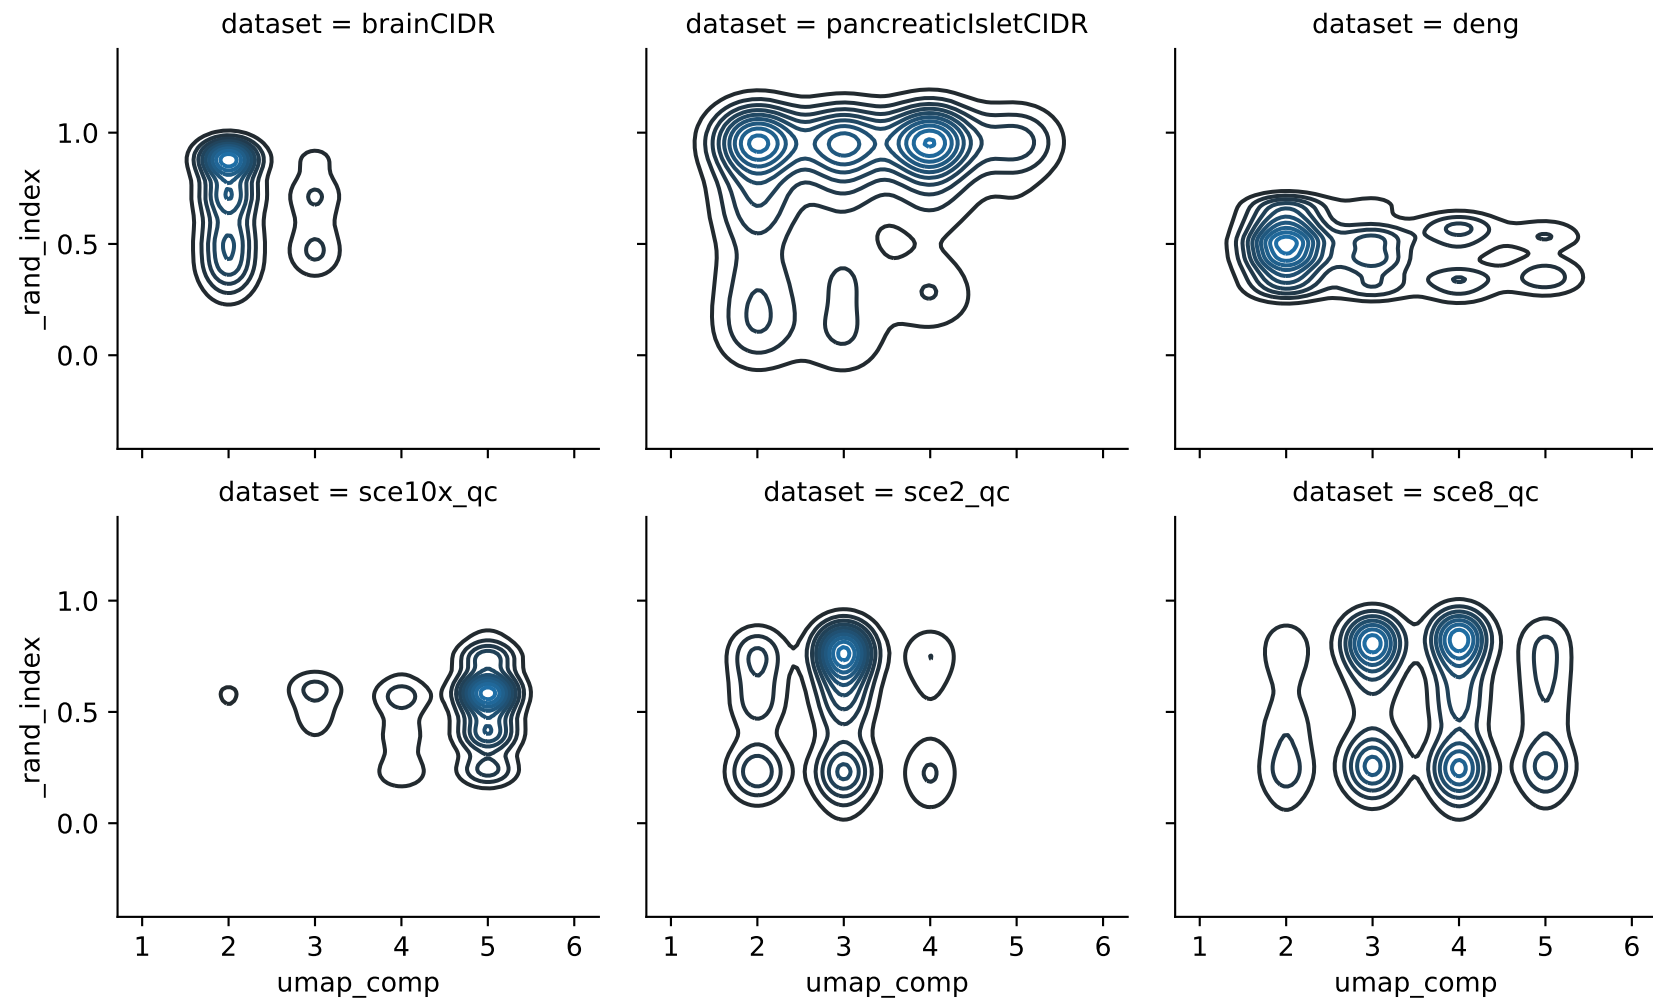 dataset = brainCIDR
dataset = pancreaticIsletCIDR
dataset = deng
_rand_index
1.0
0.5
0.0
dataset = sce10x_qc
dataset = sce2_qc
dataset = sce8_qc
_rand_index
1.0
0.5
0.0
1 2 3 4 5 6
1 2 3 4 5 6
1 2 3 4 5 6
umap_comp
umap_comp
umap_comp